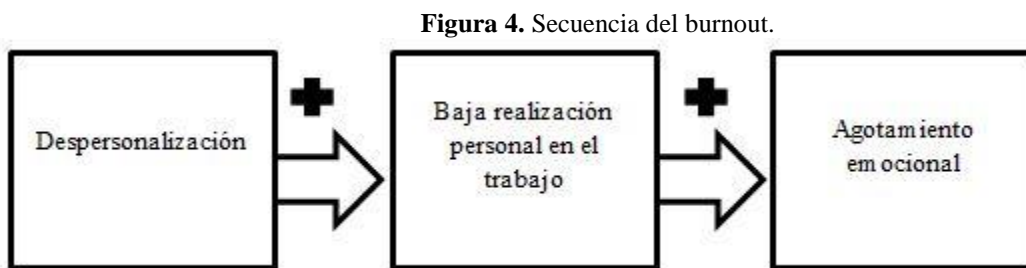 Figura 4. Secuencia del burnout.
Despersonalización
Baja realización
personal en el
trabajo
Agotamiento
emocional